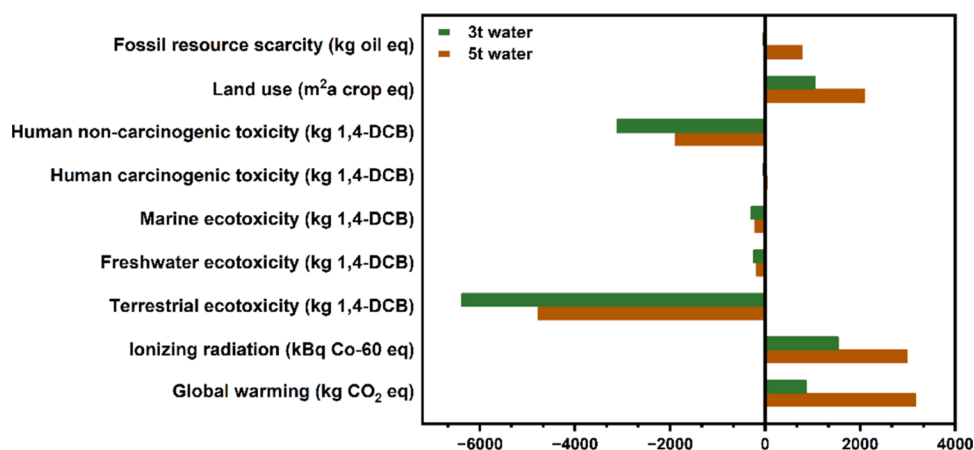 3t water
5t water
Fossil resource scarcity (kg oil eq)
Land use (m²a crop eq)
Human non-carcinogenic toxicity (kg 1,4-DCB)
Human carcinogenic toxicity (kg 1,4-DCB)
Marine ecotoxicity (kg 1,4-DCB)
Freshwater ecotoxicity (kg 1,4-DCB)
Terrestrial ecotoxicity (kg 1,4-DCB)
Ionizing radiation (kBq Co-60 eq)
Global warming (kg CO₂ eq)
−6000 −4000 −2000 0 2000 4000